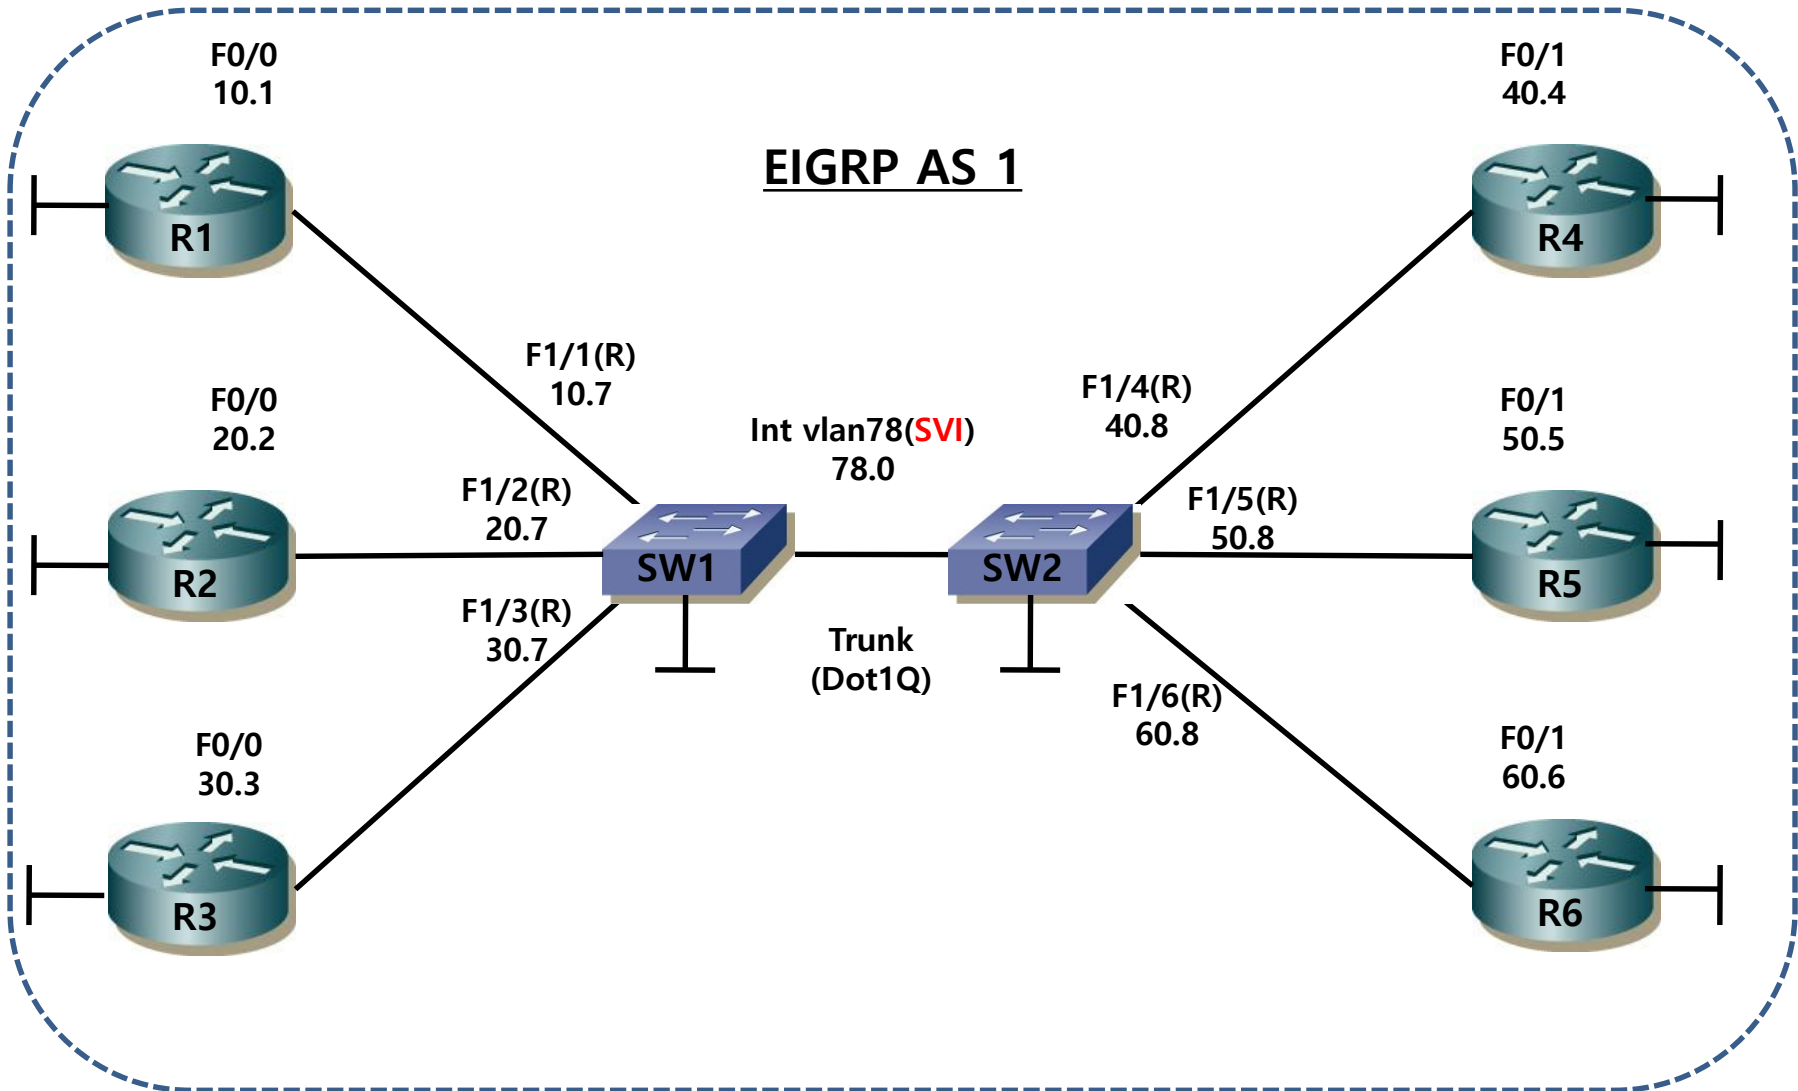 F0/0
10.1
F0/1
40.4
EIGRP AS 1
R1
R4
F1/1(R)
10.7
F1/4(R)
40.8
F0/0
20.2
Int vlan78(SVI)
78.0
F0/1
50.5
F1/2(R)
20.7
F1/5(R)
50.8
R2
SW1
SW2
R5
F1/3(R)
30.7
Trunk
(Dot1Q)
F1/6(R)
60.8
F0/0
30.3
F0/1
60.6
R3
R6